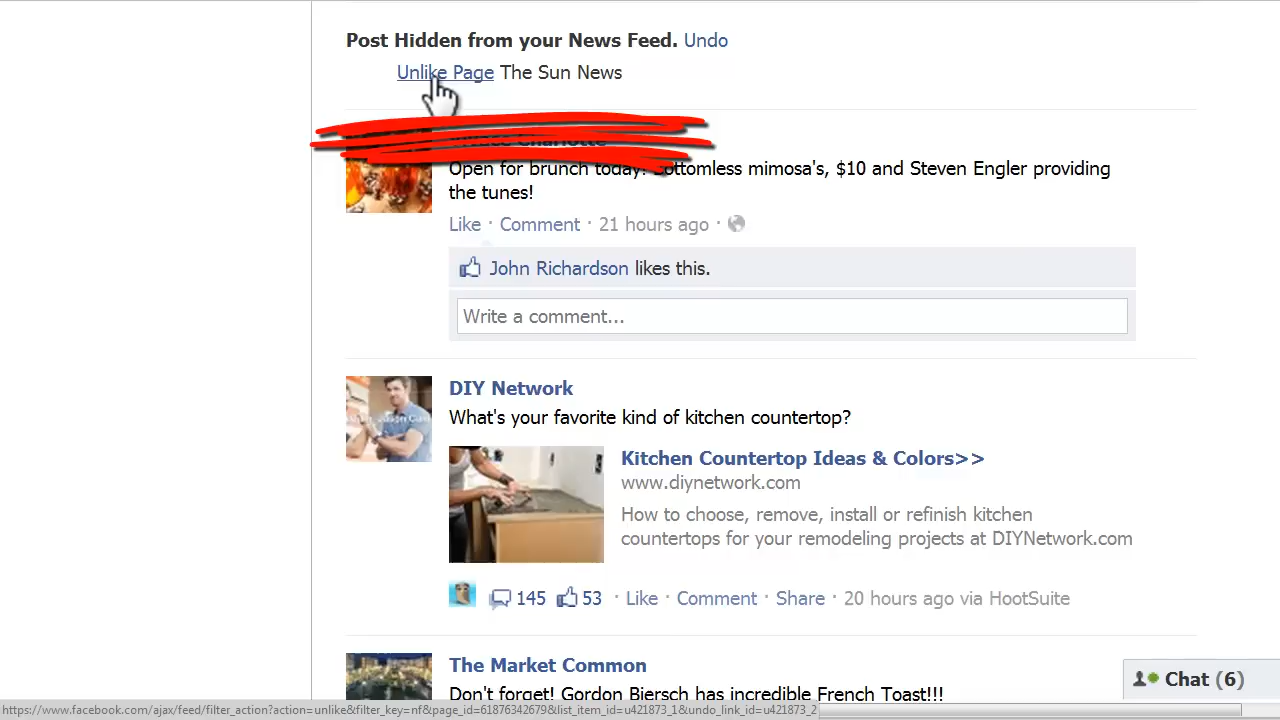 Post Hidden from your News Feed. Undo
Unlike Page The Sun News
Charlotte
Open for brunch today! Bottomless mimosa's, $10 and Steven Engler providing
the tunes!
Like · Comment · 21 hours ago ·
John Richardson likes this.
Write a comment...
DIY Network
What's your favorite kind of kitchen countertop?
Kitchen Countertop Ideas & Colors>>
www.diynetwork.com
How to choose, remove, install or refinish kitchen
countertops for your remodeling projects at DIYNetwork.com
145 53 · Like · Comment · Share · 20 hours ago via HootSuite
The Market Common
Don't forget! Gordon Biersch has incredible French Toast!!!
Chat (6)
https://www.facebook.com/ajax/feed/filter_action?action=unlike&filter_key=nf&page_id=61876342679&list_item_id=u421873_1&undo_link_id=u421873_2